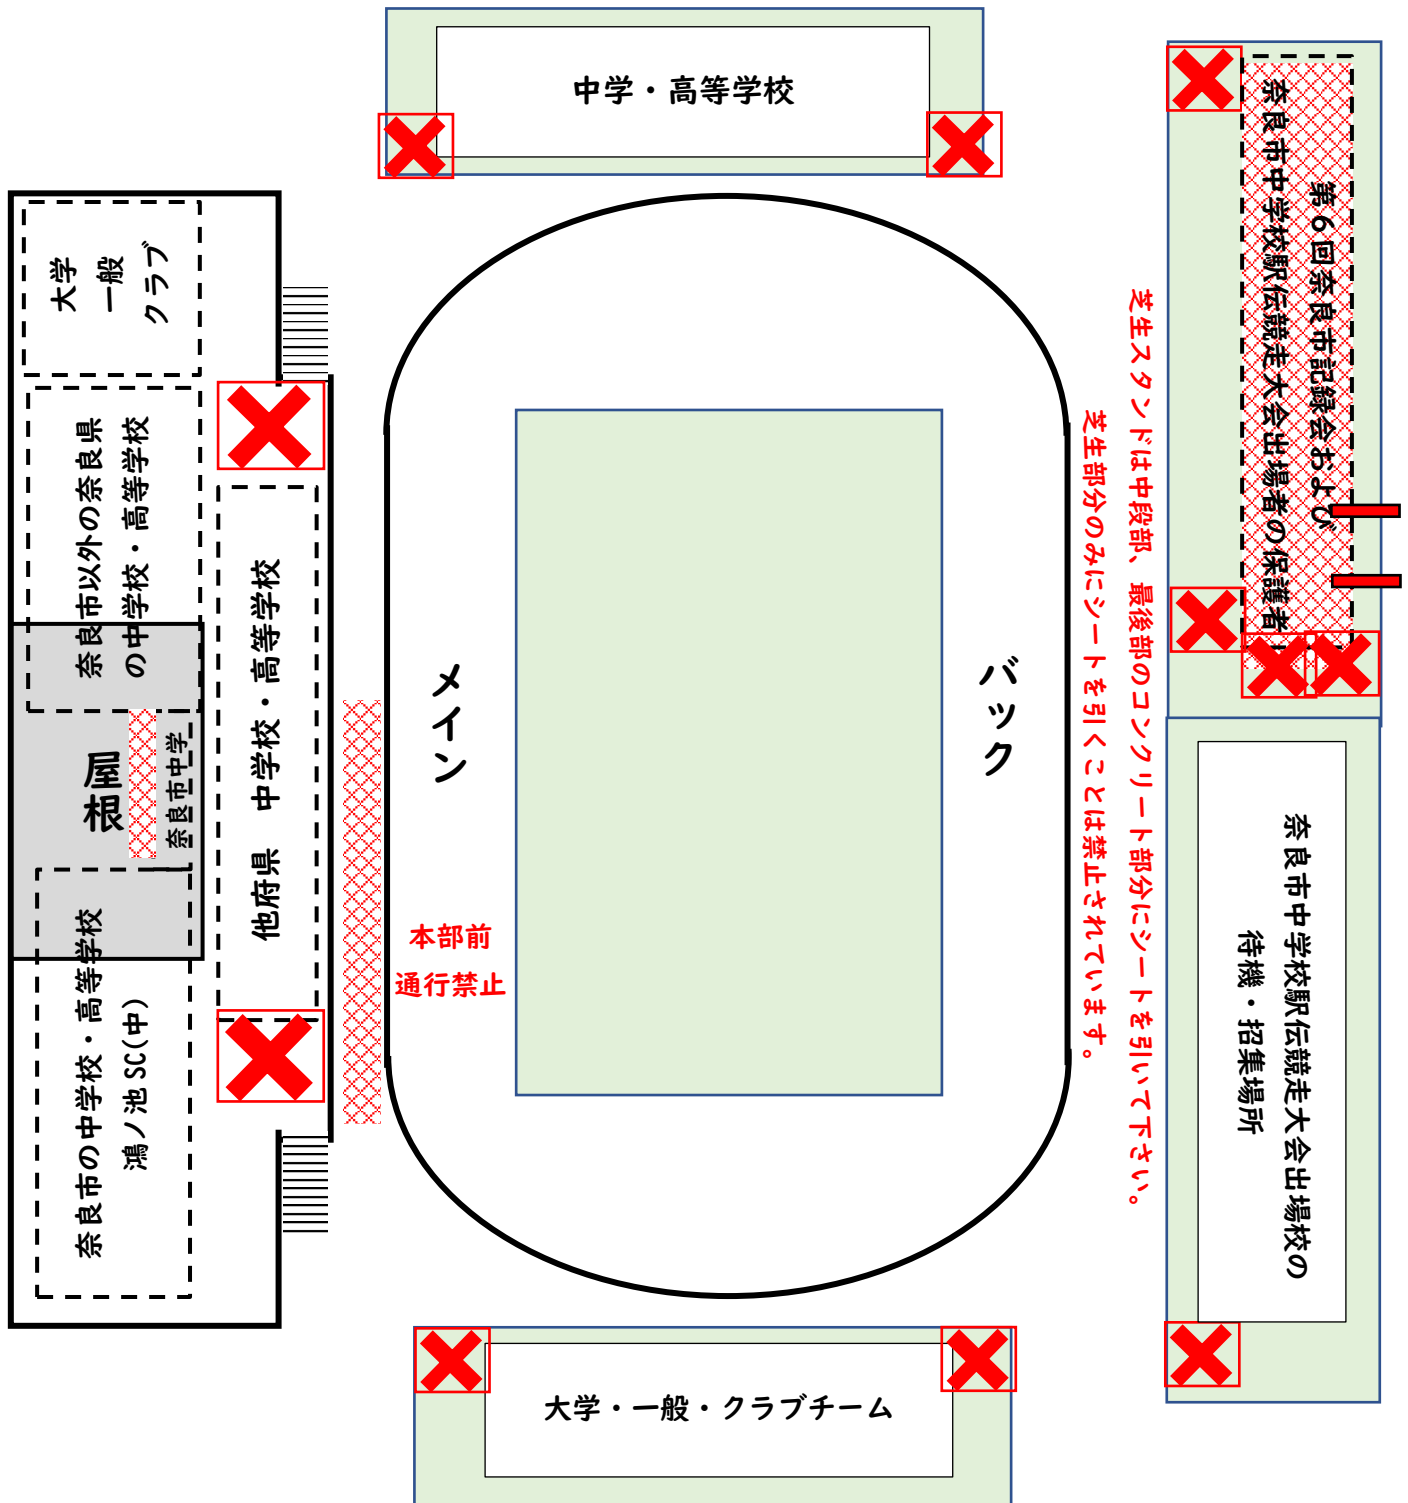 中学・高等学校
第６回奈良市記録会および
奈良市中学校駅伝競走大会出場者の保護者
大学
一般
クラブ
奈良市以外の奈良県
の中学校・高等学校
他府県　中学校・高等学校
屋根
奈良市中学
奈良市の中学校・高等学校
鴻ノ池SC(中)
メイン
バック
本部前
通行禁止
芝生スタンドは中段部、最後部のコンクリート部分にシートを引いて下さい。
芝生部分のみにシートを引くことは禁止されています。
奈良市中学校駅伝競走大会出場校の
待機・招集場所
大学・一般・クラブチーム